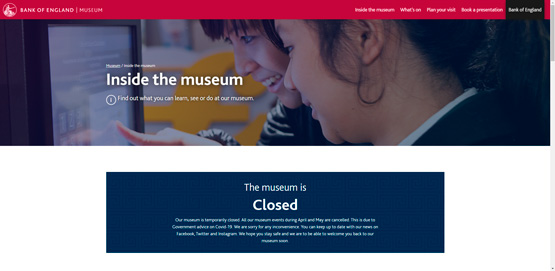 BANK OF ENGLAND | MUSEUM
Inside the museum What's on Plan your visit Book a presentation Bank of England
Museum / Inside the museum
Inside the museum
Find out what you can learn, see or do at our museum.
The museum is
Closed
Our museum is temporarily closed. All our museum events during April and May are cancelled. This is due to
Government advice on Covid-19. We are sorry for any inconvenience. You can keep up to date with our news on
Facebook, Twitter and Instagram. We hope you stay safe and we are to be able to welcome you back to our
museum soon